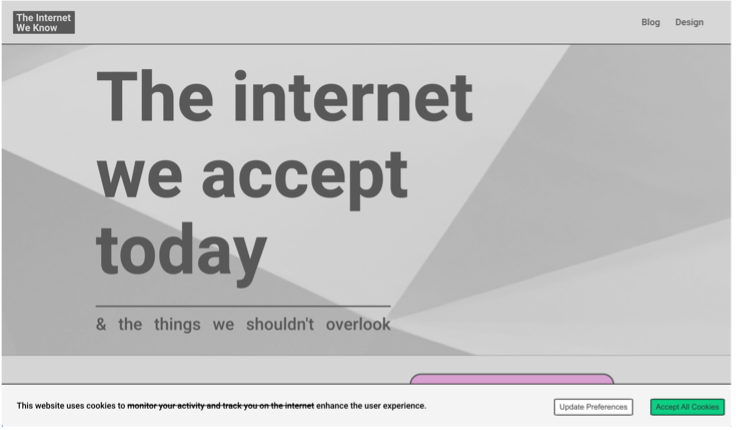 The Internet
We Know
Blog Design
The internet
we accept
today
& the things we shouldn't overlook
This website uses cookies to monitor your activity and track you on the internet enhance the user experience.
Update Preferences
Accept All Cookies